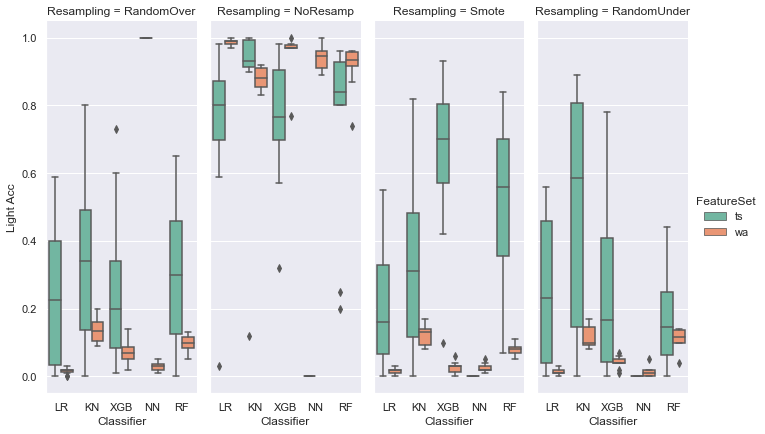 Resampling = RandomOver
Resampling = NoResamp
Resampling = Smote
Resampling = RandomUnder
1.0
0.8
0.6
0.4
0.2
0.0
Light Acc
LR KN XGB NN RF
LR KN XGB NN RF
LR KN XGB NN RF
LR KN XGB NN RF
Classifier
Classifier
Classifier
Classifier
FeatureSet
ts
wa